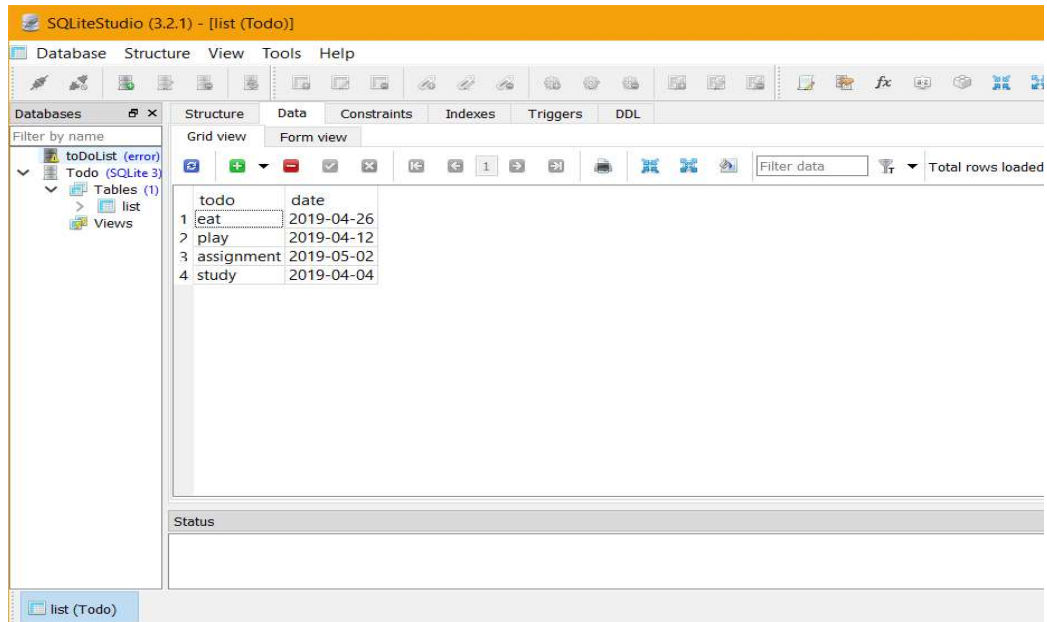 SQLiteStudio (3.2.1) - [list (Todo)]
Database Structure View Tools Help
Databases
Structure Data Constraints Indexes Triggers DDL
Filter by name
Grid view Form view
toDoList (error)
Todo (SQLite 3)
Tables (1)
list
Views
1
Filter data
Total rows loaded
todo date
1 eat 2019-04-26
2 play 2019-04-12
3 assignment 2019-05-02
4 study 2019-04-04
Status
list (Todo)